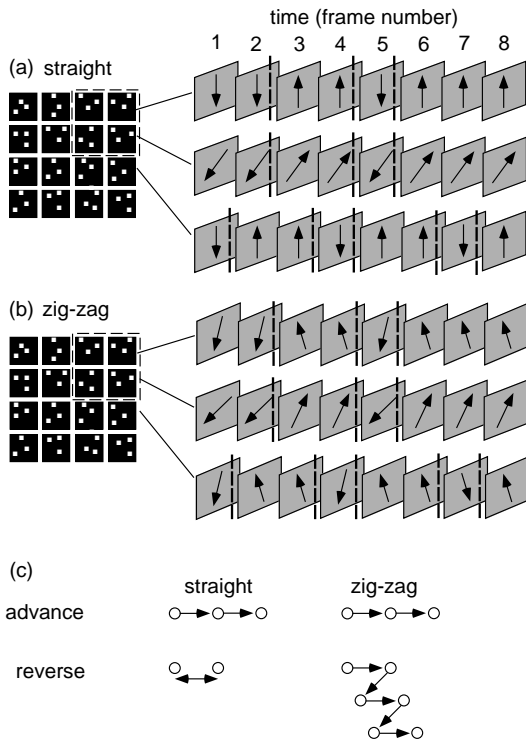 time (frame number)
1 2 3 4 5 6 7 8
(a) straight
(b) zig-zag
(c)
straight zig-zag
advance
reverse